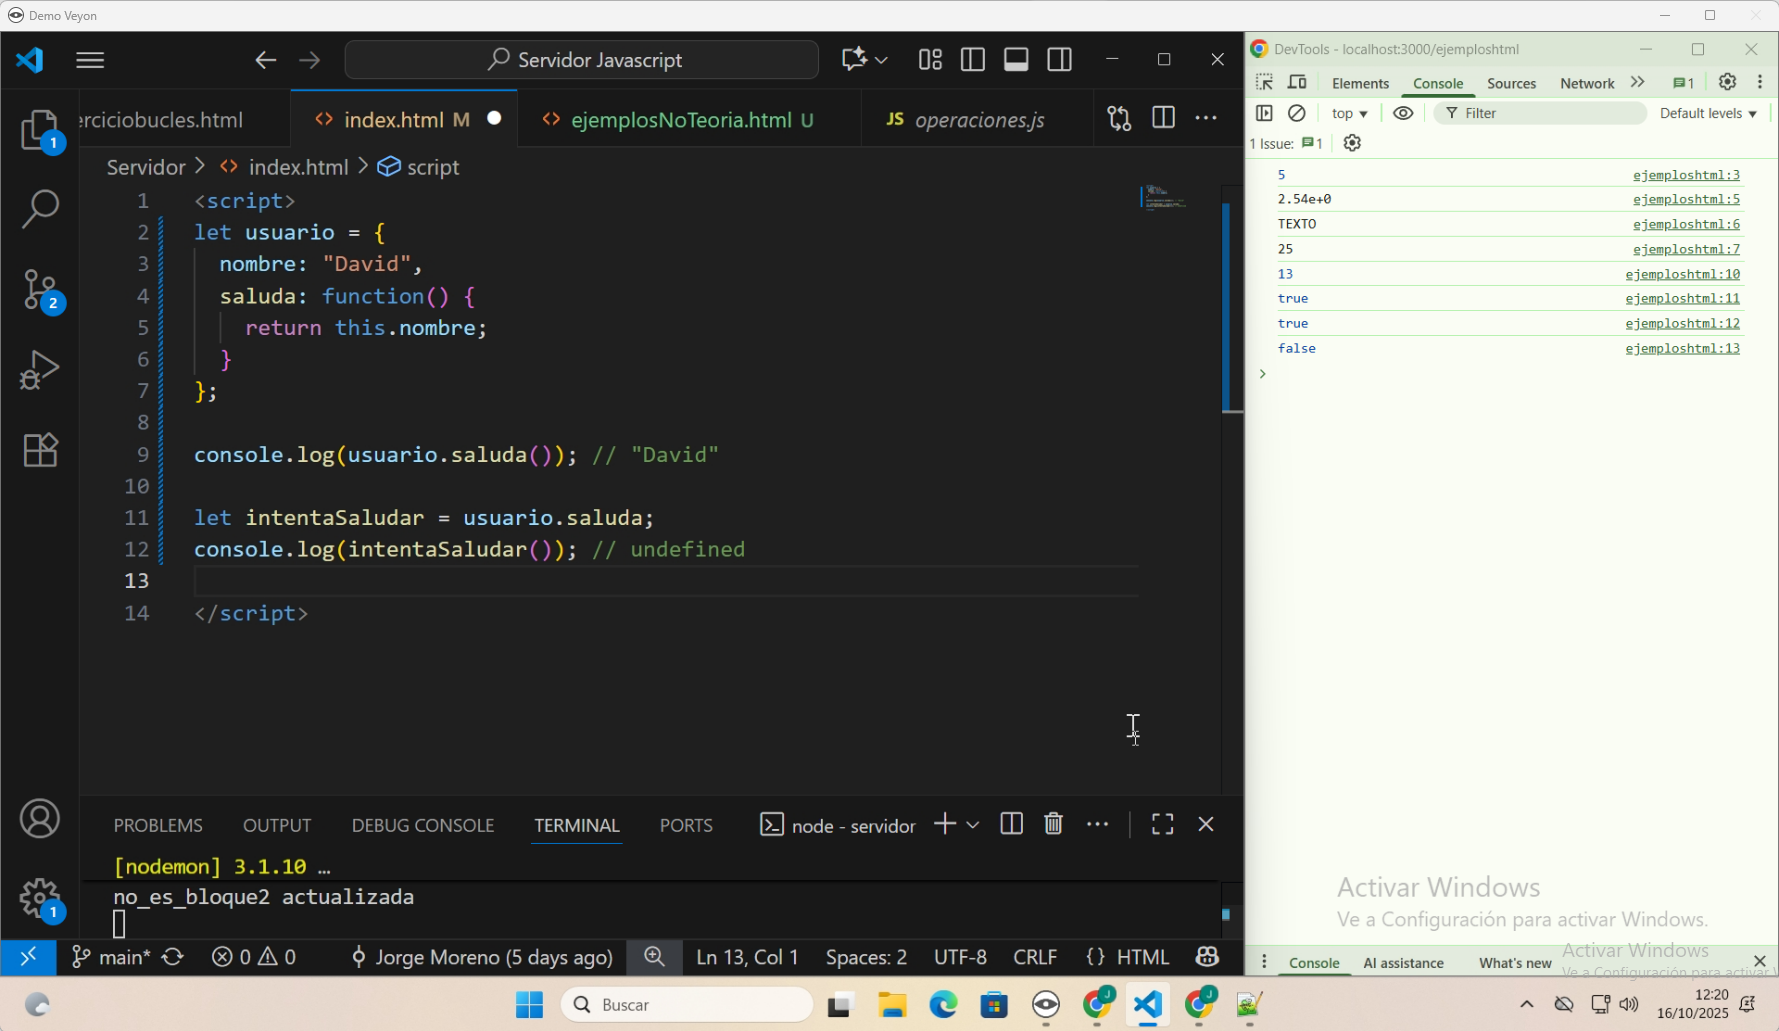 Demo Veyon
Servidor Javascript
erciciobucles.html
index.html M
ejemplosNoTeoria.html U
JS operaciones.js
Servidor > index.html > script
1 <script>
2 let usuario = {
3 nombre: "David",
4 saluda: function() {
5 return this.nombre;
6 }
7 };
8
9 console.log(usuario.saluda()); // "David"
10
11 let intentaSaludar = usuario.saluda;
12 console.log(intentaSaludar()); // undefined
13
14 </script>
1
2
1
PROBLEMS OUTPUT DEBUG CONSOLE TERMINAL PORTS node - servidor
[nodemon] 3.1.10 …
no_es_bloque2 actualizada
main* 0 0 Jorge Moreno (5 days ago) Ln 13, Col 1 Spaces: 2 UTF-8 CRLF {} HTML
DevTools - localhost:3000/ejemploshtml
Elements Console Sources Network 1
top Filter Default levels
1 Issue: 1
5 ejemploshtml:3
2.54e+0 ejemploshtml:5
TEXTO ejemploshtml:6
25 ejemploshtml:7
13 ejemploshtml:10
true ejemploshtml:11
true ejemploshtml:12
false ejemploshtml:13
Activar Windows
Ve a Configuración para activar Windows.
Activar Windows
Ve a Configuración para activar
Console AI assistance What's new
Buscar
J
J
12:20
16/10/2025